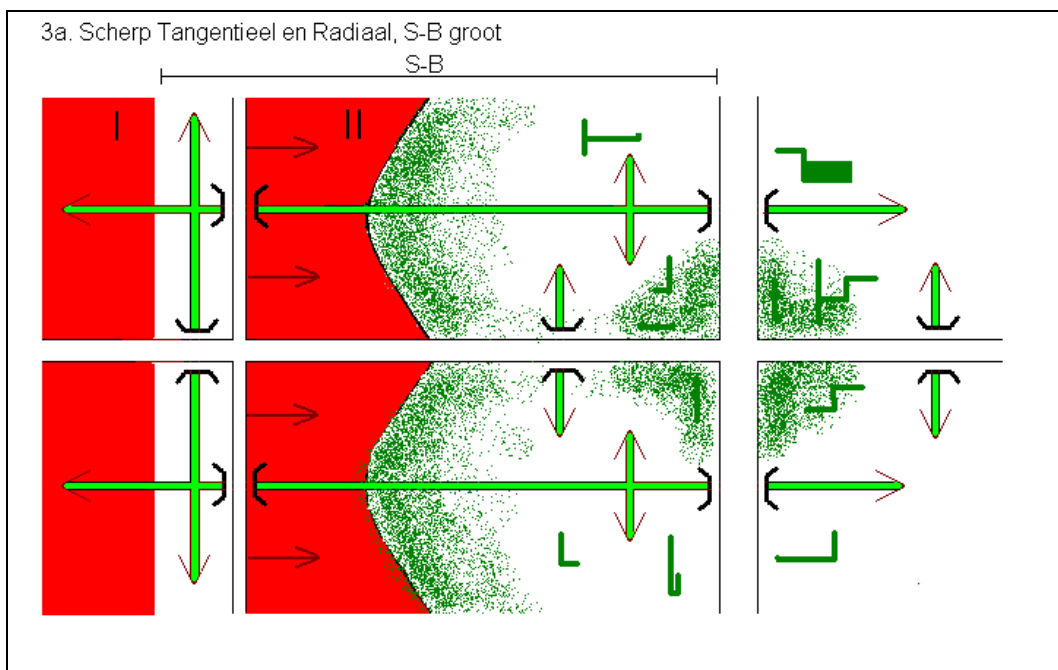 3a. Scherp Tangentieel en Radiaal, S-B groot
S-B
I
II